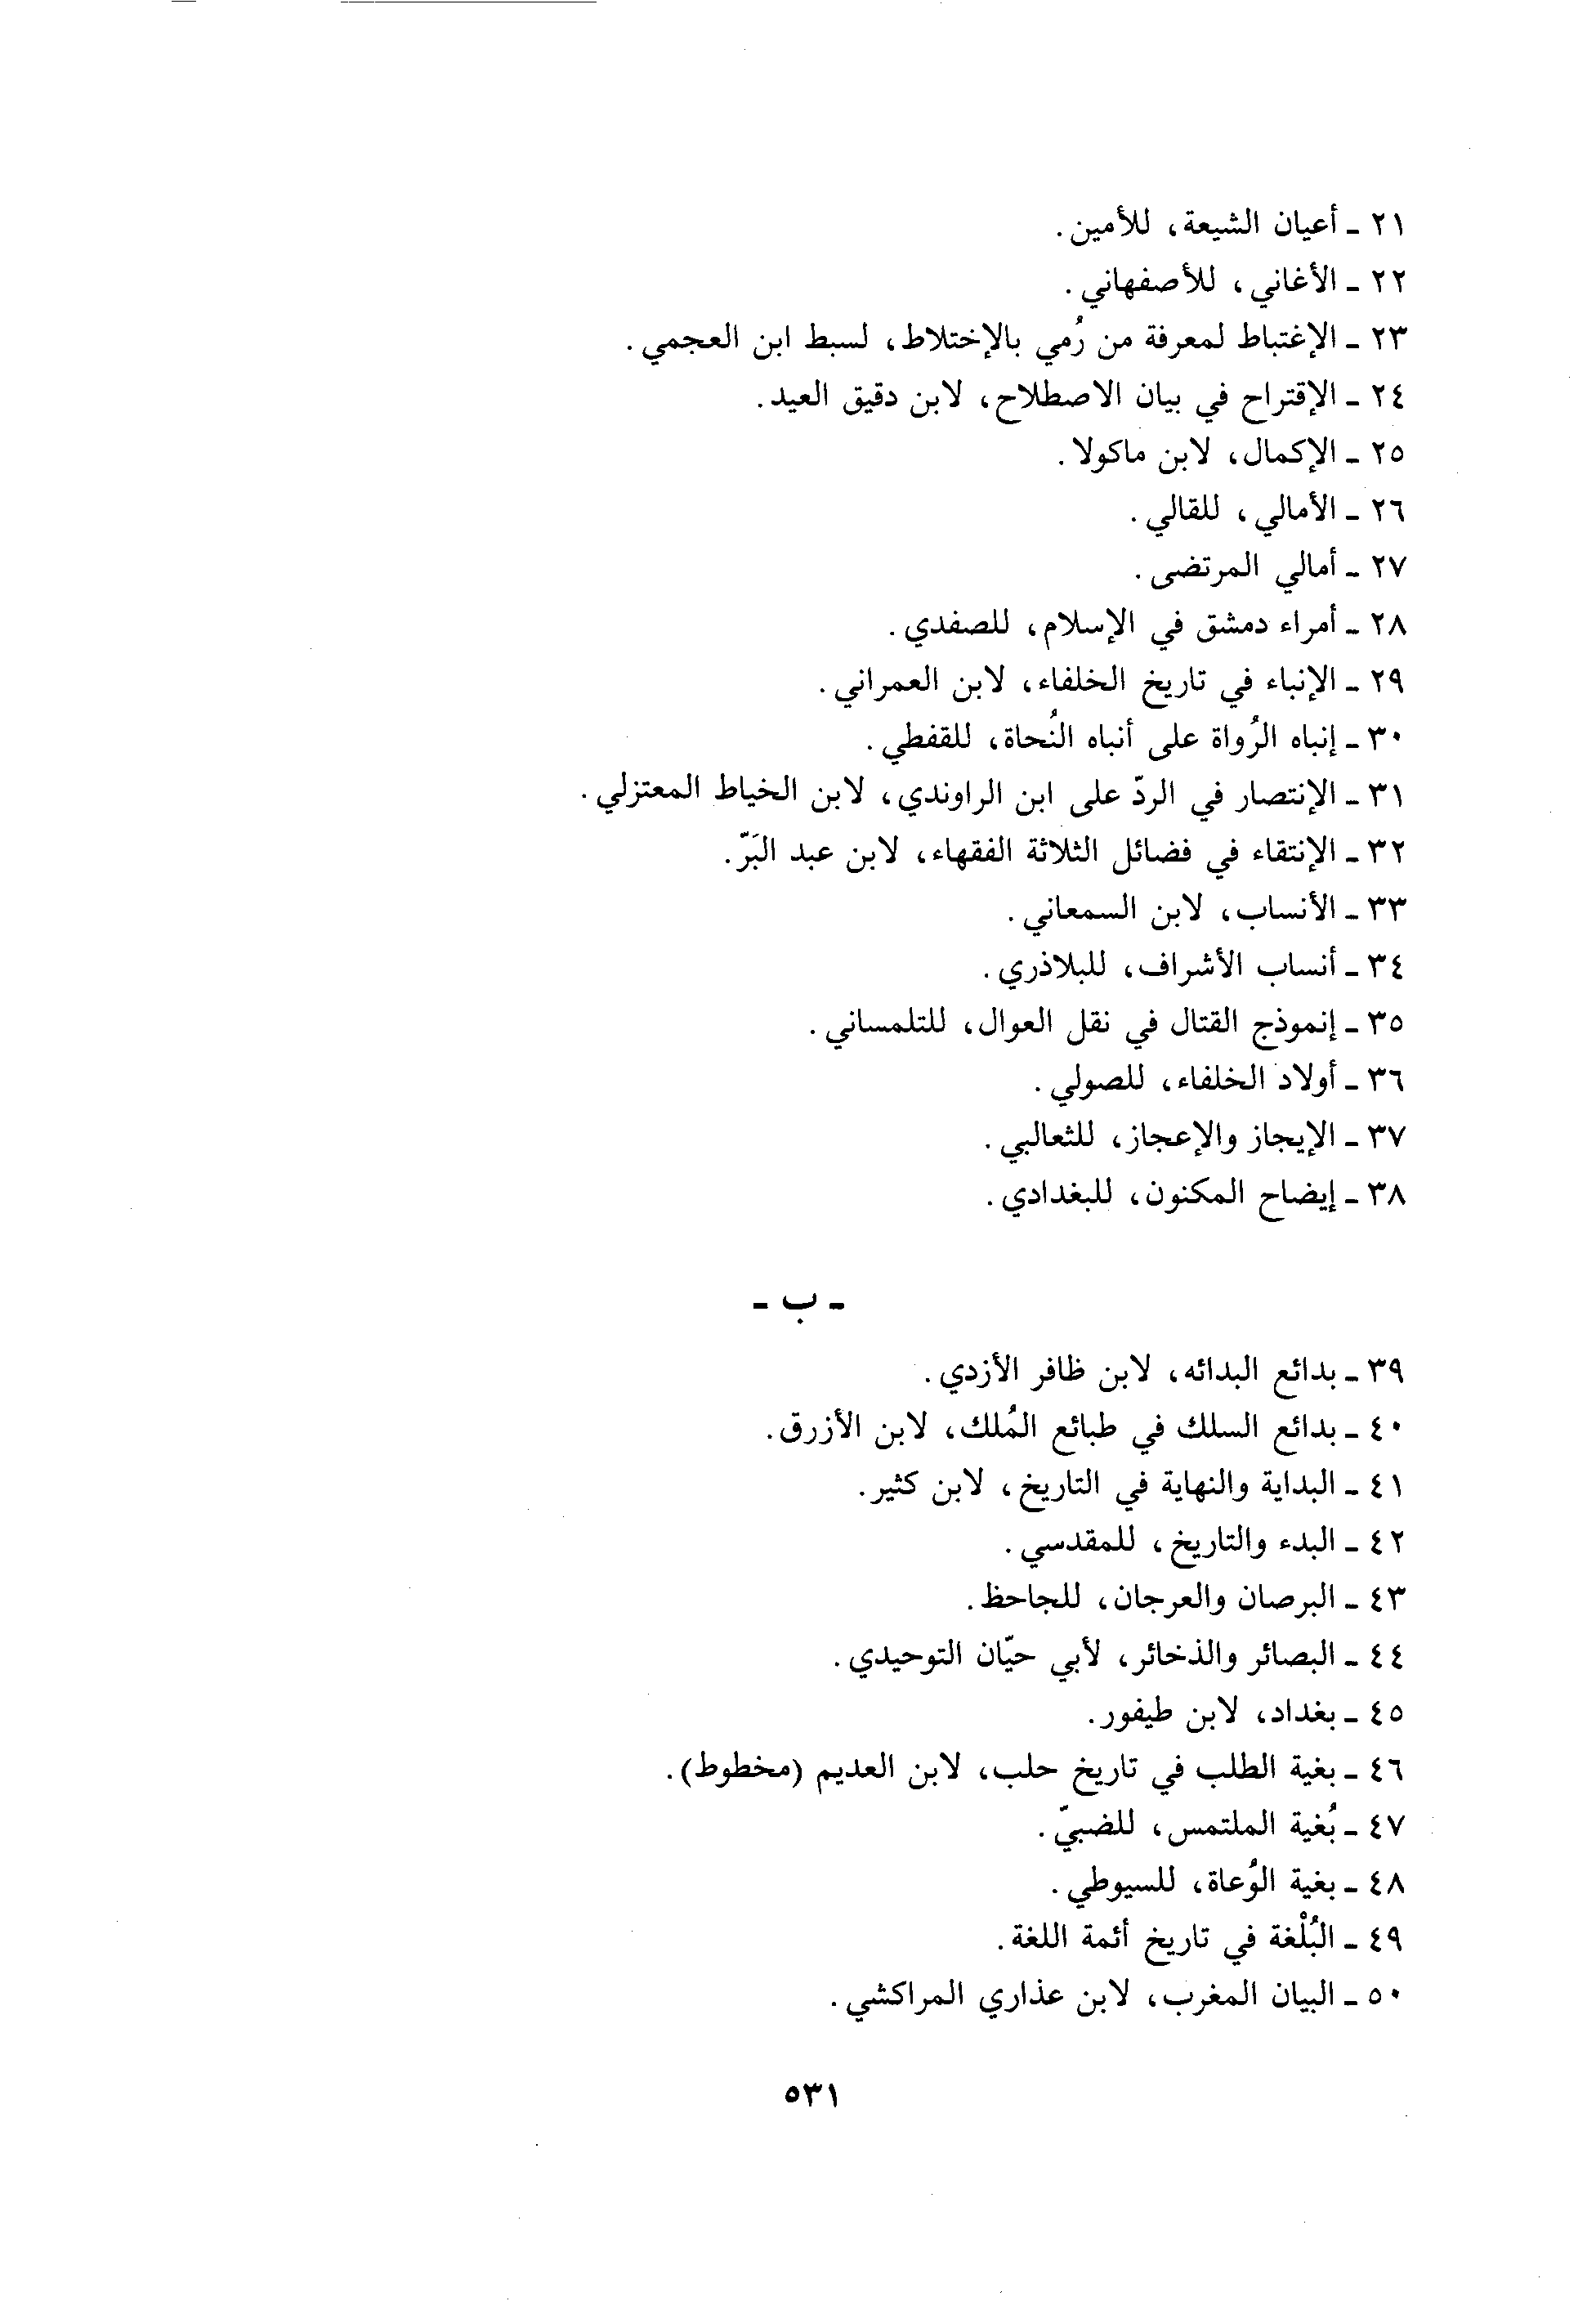 ٢١ ـ أعيان الشيعة، للأمين.
٢٢ ـ الأغاني، للأصفهاني.
٢٣ ـ الإغتباط لمعرفة من رُمي بالإختلاط، لسبط ابن العجمي.
٢٤ ـ الإقتراح في بيان الاصطلاح، لابن دقيق العيد.
٢٥ ـ الإكمال، لابن ماكولا.
٢٦ ـ الأمالي، للقالي.
٢٧ ـ أمالي المرتضى.
٢٨ ـ أمراء دمشق في الإسلام، للصفدي.
٢٩ ـ الإنباء في تاريخ الخلفاء، لابن العمراني.
٣٠ ـ إنباه الرُواة على أنباه النُحاة، للقفطي.
٣١ ـ الإنتصار في الردّ على ابن الراوندي، لابن الخياط المعتزلي.
٣٢ ـ الإنتقاء في فضائل الثلاثة الفقهاء، لابن عبد البَرّ.
٣٣ ـ الأنساب، لابن السمعاني.
٣٤ ـ أنساب الأشراف، للبلاذري.
٣٥ ـ إنموذج القتال في نقل العوال، للتلمساني.
٣٦ ـ أولاد الخلفاء، للصولي.
٣٧ ـ الإيجاز والإعجاز، للثعالبي.
٣٨ ـ إيضاح المكنون، للبغدادي.
ـ ب ـ
٣٩ ـ بدائع البدائه، لابن ظافر الأزدي.
٤٠ ـ بدائع السلك في طبائع المُلك، لابن الأزرق.
٤١ ـ البداية والنهاية في التاريخ، لابن كثير.
٤٢ ـ البدء والتاريخ، للمقدسي.
٤٣ ـ البرصان والعرجان، للجاحظ.
٤٤ ـ البصائر والذخائر، لأبي حيّان التوحيدي.
٤٥ ـ بغداد، لابن طيفور.
٤٦ ـ بغية الطلب في تاريخ حلب، لابن العديم (مخطوط).
٤٧ ـ بُغية الملتمس، للضبيّ.
٤٨ ـ بغية الوُعاة، للسيوطي.
٤٩ ـ البُلْغة في تاريخ أئمة اللغة.
٥٠ ـ البيان المغرب، لابن عذاري المراكشي.
٥٣١